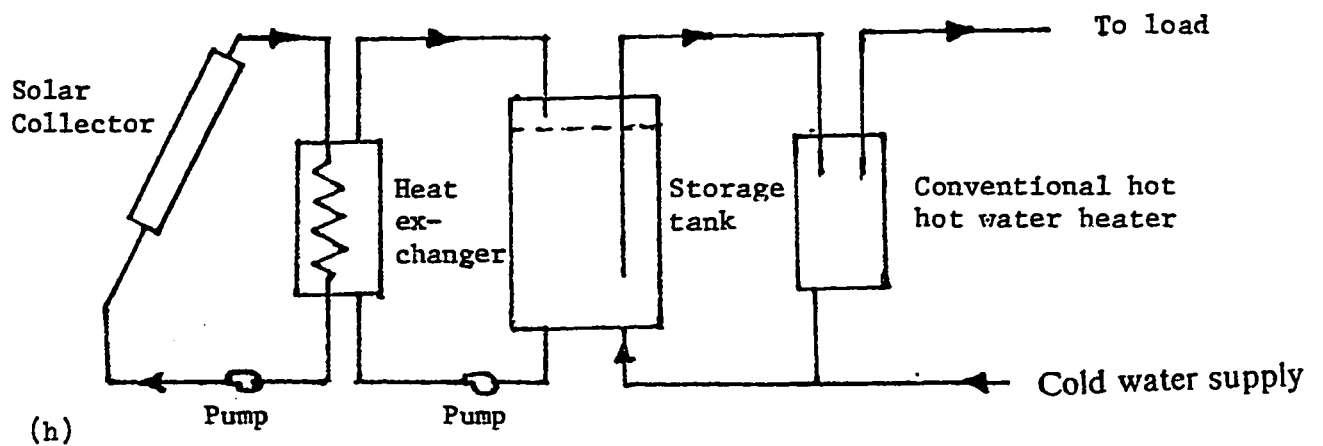 To load
Solar
Collector
Heat
ex-
changer
Storage
tank
Conventional hot
hot water heater
Cold water supply
Pump
Pump
(h)